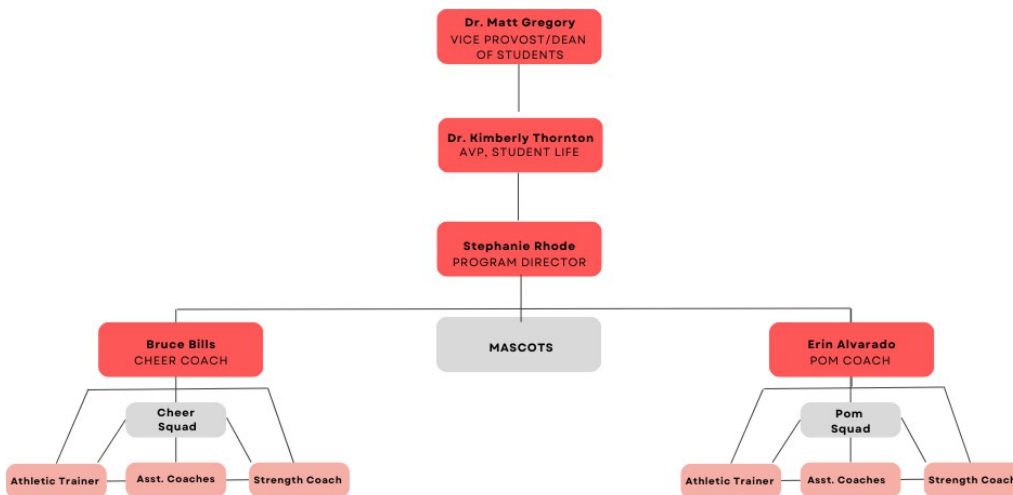 Dr. Matt Gregory
VICE PROVOST/DEAN
OF STUDENTS
Dr. Kimberly Thornton
AVP, STUDENT LIFE
Stephanie Rhode
PROGRAM DIRECTOR
Bruce Bills
CHEER COACH
MASCOTS
Erin Alvarado
POM COACH
Cheer
Squad
Pom
Squad
Athletic Trainer
Asst. Coaches
Strength Coach
Athletic Trainer
Asst. Coaches
Strength Coach